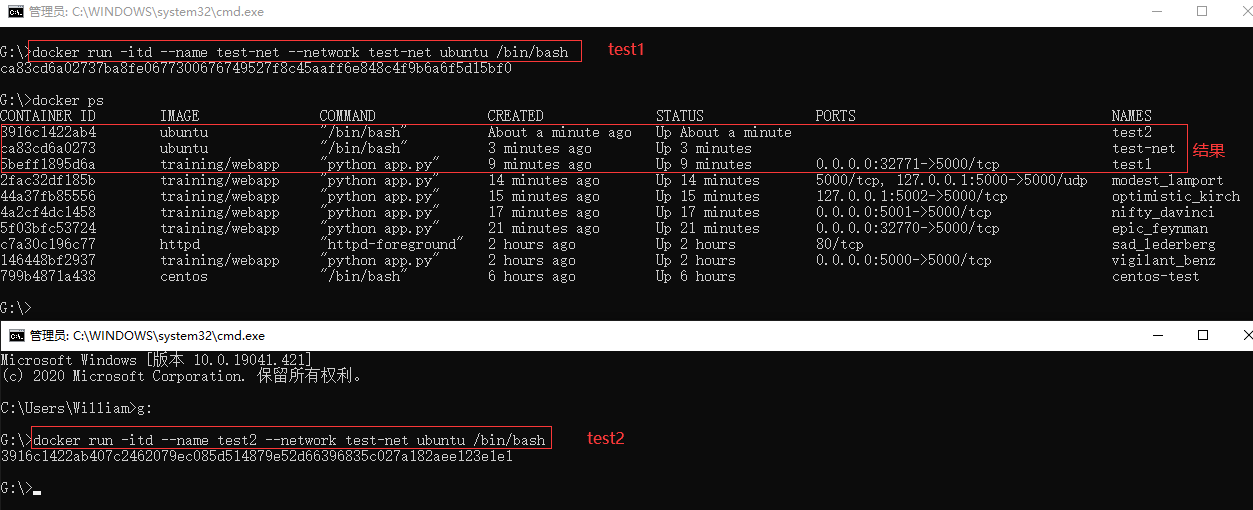 管理员: C:\WINDOWS\system32\cmd.exe
G:\>docker run -itd --name test-net --network test-net ubuntu /bin/bash test1
ca83cd6a02737ba8fe0677300676749527f8c45aaff6e848c4f9b6a6f5d15bf0
G:\>docker ps
CONTAINER ID IMAGE COMMAND CREATED STATUS PORTS NAMES
3916c1422ab4 ubuntu "/bin/bash" About a minute ago Up About a minute test2
ca83cd6a0273 ubuntu "/bin/bash" 3 minutes ago Up 3 minutes test-net
5beff1895d6a training/webapp "python app.py" 9 minutes ago Up 9 minutes 0.0.0.0:32771->5000/tcp test1
结果
2fac32df185b training/webapp "python app.py" 14 minutes ago Up 14 minutes 5000/tcp, 127.0.0.1:5000->5000/udp modest_lamport
44a37fb85556 training/webapp "python app.py" 15 minutes ago Up 15 minutes 127.0.0.1:5002->5000/tcp optimistic_kirch
4a2cf4dc1458 training/webapp "python app.py" 17 minutes ago Up 17 minutes 0.0.0.0:5001->5000/tcp nifty_davinci
5f03bfc53724 training/webapp "python app.py" 21 minutes ago Up 21 minutes 0.0.0.0:32770->5000/tcp epic_feynman
c7a30c196c77 httpd "httpd-foreground" 2 hours ago Up 2 hours 80/tcp sad_lederberg
146448bf2937 training/webapp "python app.py" 2 hours ago Up 2 hours 0.0.0.0:5000->5000/tcp vigilant_benz
799b4871a438 centos "/bin/bash" 6 hours ago Up 6 hours centos-test
G:\>
管理员: C:\WINDOWS\system32\cmd.exe
Microsoft Windows [版本 10.0.19041.421]
(c) 2020 Microsoft Corporation. 保留所有权利。
C:\Users\William>g:
G:\>docker run -itd --name test2 --network test-net ubuntu /bin/bash test2
3916c1422ab407c2462079ec085d514879e52d66396835c027a182aee123e1e1
G:\>